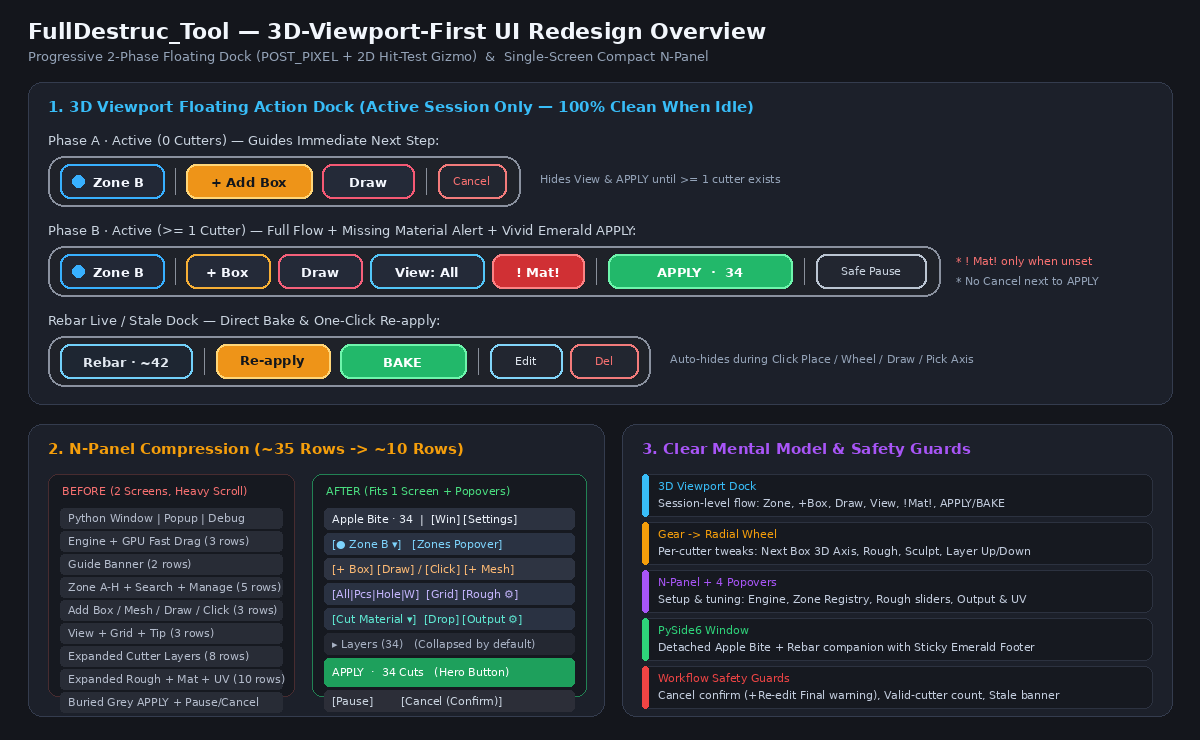 FullDestruc_Tool — 3D-Viewport-First UI Redesign Overview
Progressive 2-Phase Floating Dock (POST_PIXEL + 2D Hit-Test Gizmo)  &  Single-Screen Compact N-Panel
1. 3D Viewport Floating Action Dock (Active Session Only — 100% Clean When Idle)
Phase A · Active (0 Cutters) — Guides Immediate Next Step:
Zone B
+ Add Box
Draw
Cancel
Hides View & APPLY until >= 1 cutter exists
Phase B · Active (>= 1 Cutter) — Full Flow + Missing Material Alert + Vivid Emerald APPLY:
Zone B
+ Box
Draw
View: All
! Mat!
APPLY  ·  34
Safe Pause
* ! Mat! only when unset
* No Cancel next to APPLY
Rebar Live / Stale Dock — Direct Bake & One-Click Re-apply:
Rebar · ~42
Re-apply
BAKE
Edit
Del
Auto-hides during Click Place / Wheel / Draw / Pick Axis
2. N-Panel Compression (~35 Rows -> ~10 Rows)
BEFORE (2 Screens, Heavy Scroll)
Python Window | Popup | Debug
Engine + GPU Fast Drag (3 rows)
Guide Banner (2 rows)
Zone A-H + Search + Manage (5 rows)
Add Box / Mesh / Draw / Click (3 rows)
View + Grid + Tip (3 rows)
Expanded Cutter Layers (8 rows)
Expanded Rough + Mat + UV (10 rows)
Buried Grey APPLY + Pause/Cancel
AFTER (Fits 1 Screen + Popovers)
Apple Bite · 34  |  [Win] [Settings]
[● Zone B ▾]   [Zones Popover]
[+ Box] [Draw] / [Click] [+ Mesh]
[All|Pcs|Hole|W]  [Grid] [Rough ⚙]
[Cut Material ▾]  [Drop] [Output ⚙]
▸ Layers (34)   (Collapsed by default)
APPLY  ·  34 Cuts   (Hero Button)
[Pause]        [Cancel (Confirm)]
3. Clear Mental Model & Safety Guards
3D Viewport Dock
Session-level flow: Zone, +Box, Draw, View, !Mat!, APPLY/BAKE
Gear -> Radial Wheel
Per-cutter tweaks: Next Box 3D Axis, Rough, Sculpt, Layer Up/Down
N-Panel + 4 Popovers
Setup & tuning: Engine, Zone Registry, Rough sliders, Output & UV
PySide6 Window
Detached Apple Bite + Rebar companion with Sticky Emerald Footer
Workflow Safety Guards
Cancel confirm (+Re-edit Final warning), Valid-cutter count, Stale banner